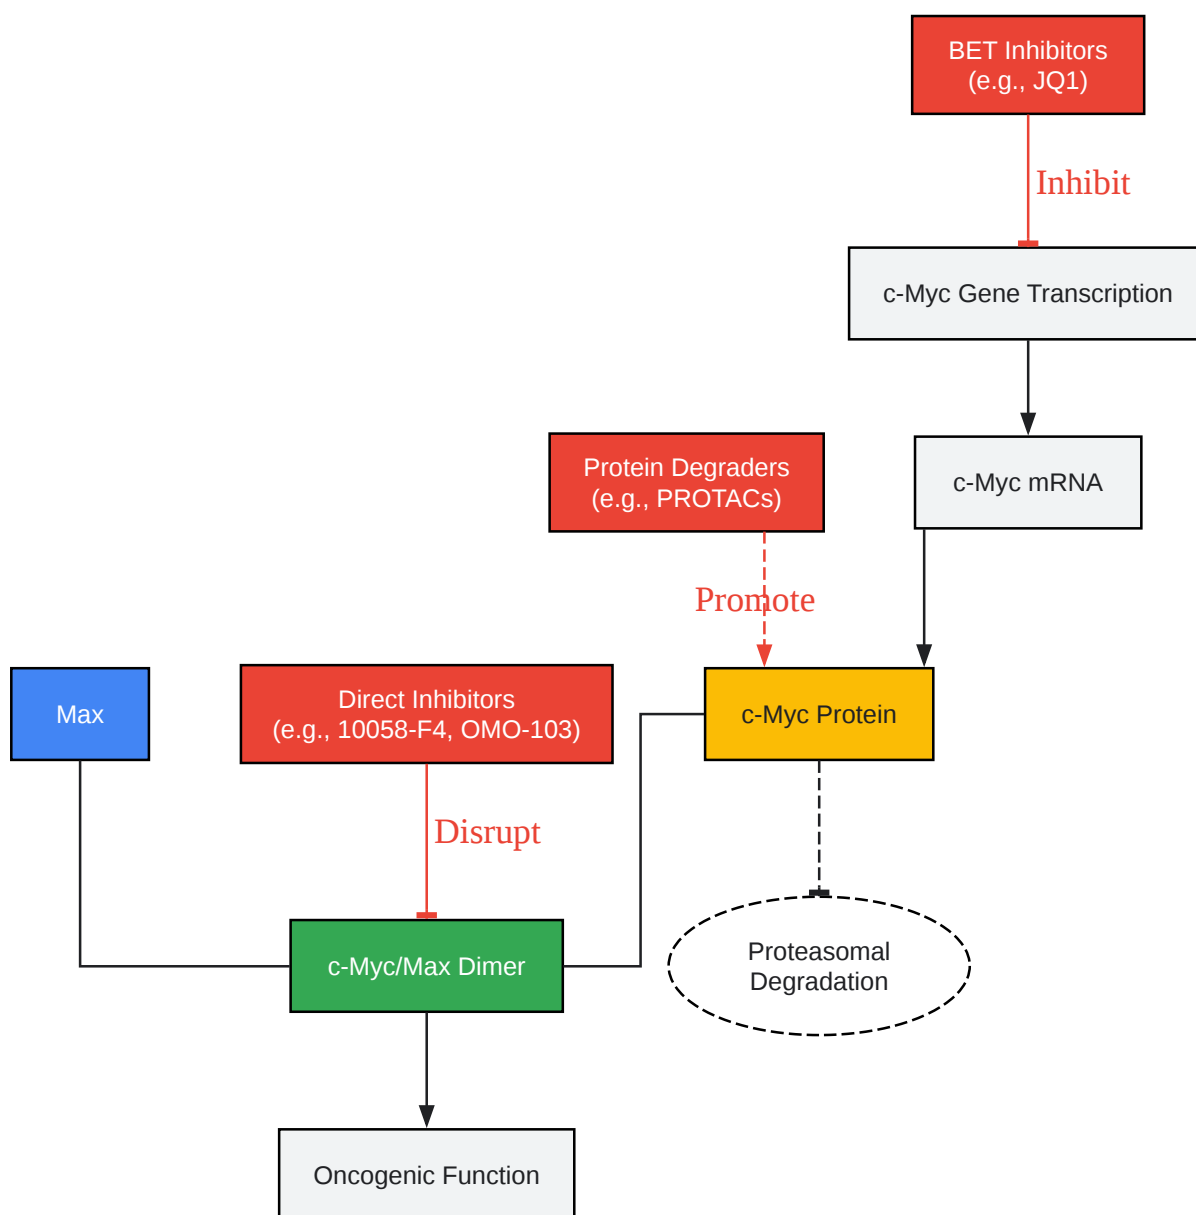 BET Inhibitors
(e.g., JQ1)
Inhibit
c-Myc Gene Transcription
c-Myc mRNA
Protein Degraders
(e.g., PROTACs)
Promote
Max
Direct Inhibitors
(e.g., 10058-F4, OMO-103)
c-Myc Protein
Disrupt
c-Myc/Max Dimer
Proteasomal
Degradation
Oncogenic Function